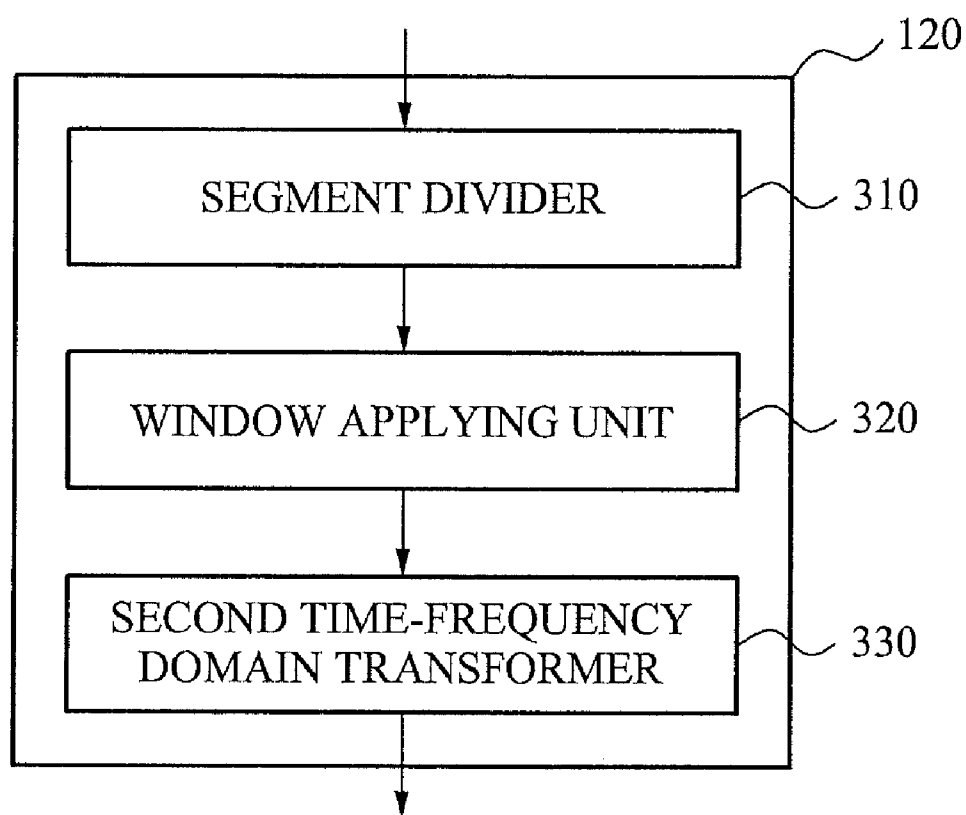 120
SEGMENT DIVIDER
310
WINDOW APPLYING UNIT
320
SECOND TIME-FREQUENCY
DOMAIN TRANSFORMER
330